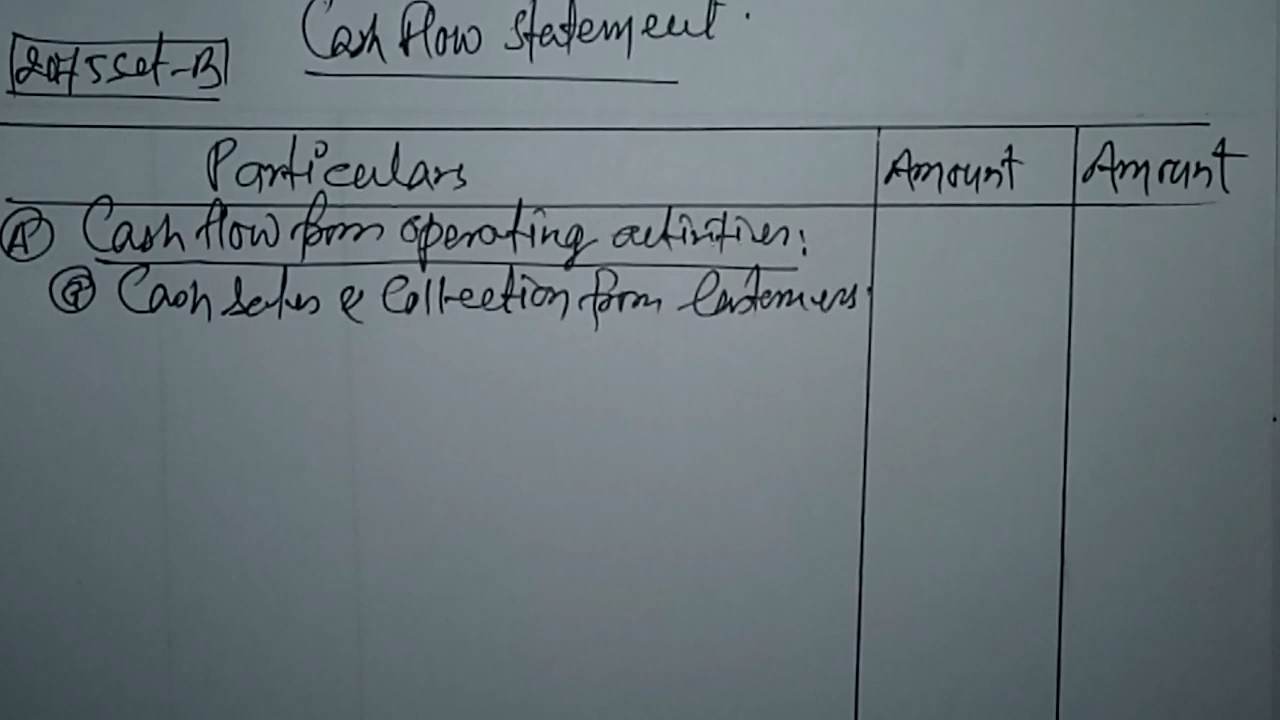 Cash flow statement.
2075 Set-B
Particulars Amount Amount
(A) Cash flow from operating activities:
(a) Cash sales & Collection from Customers